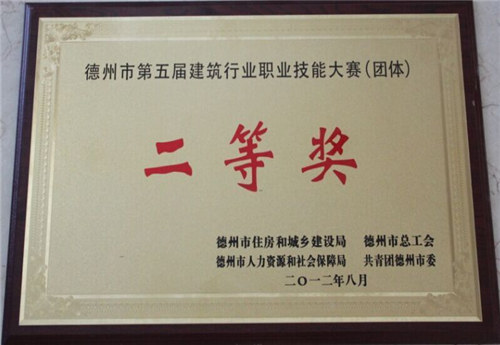 德州市第五届建筑行业职业技能大赛(团体)
二等奖
德州市住房和城乡建设局 德州市总工会
德州市人力资源和社会保障局 共青团德州市委
二〇一二年八月